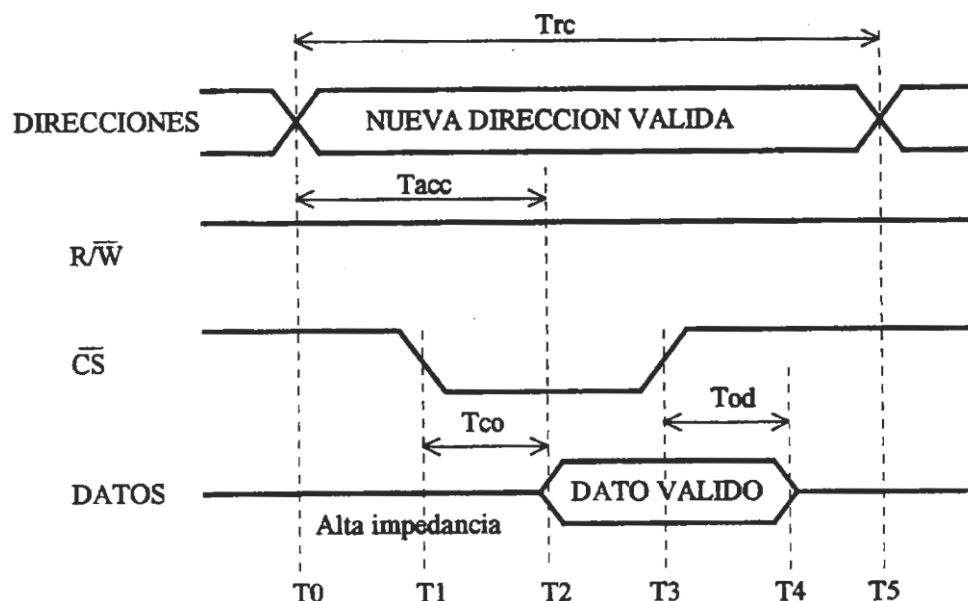 Trc
DIRECCIONES
NUEVA DIRECCION VALIDA
Tacc
R/W̅
C̅S̅
Tco
Tod
DATOS
DATO VALIDO
Alta impedancia
T0 T1 T2 T3 T4 T5